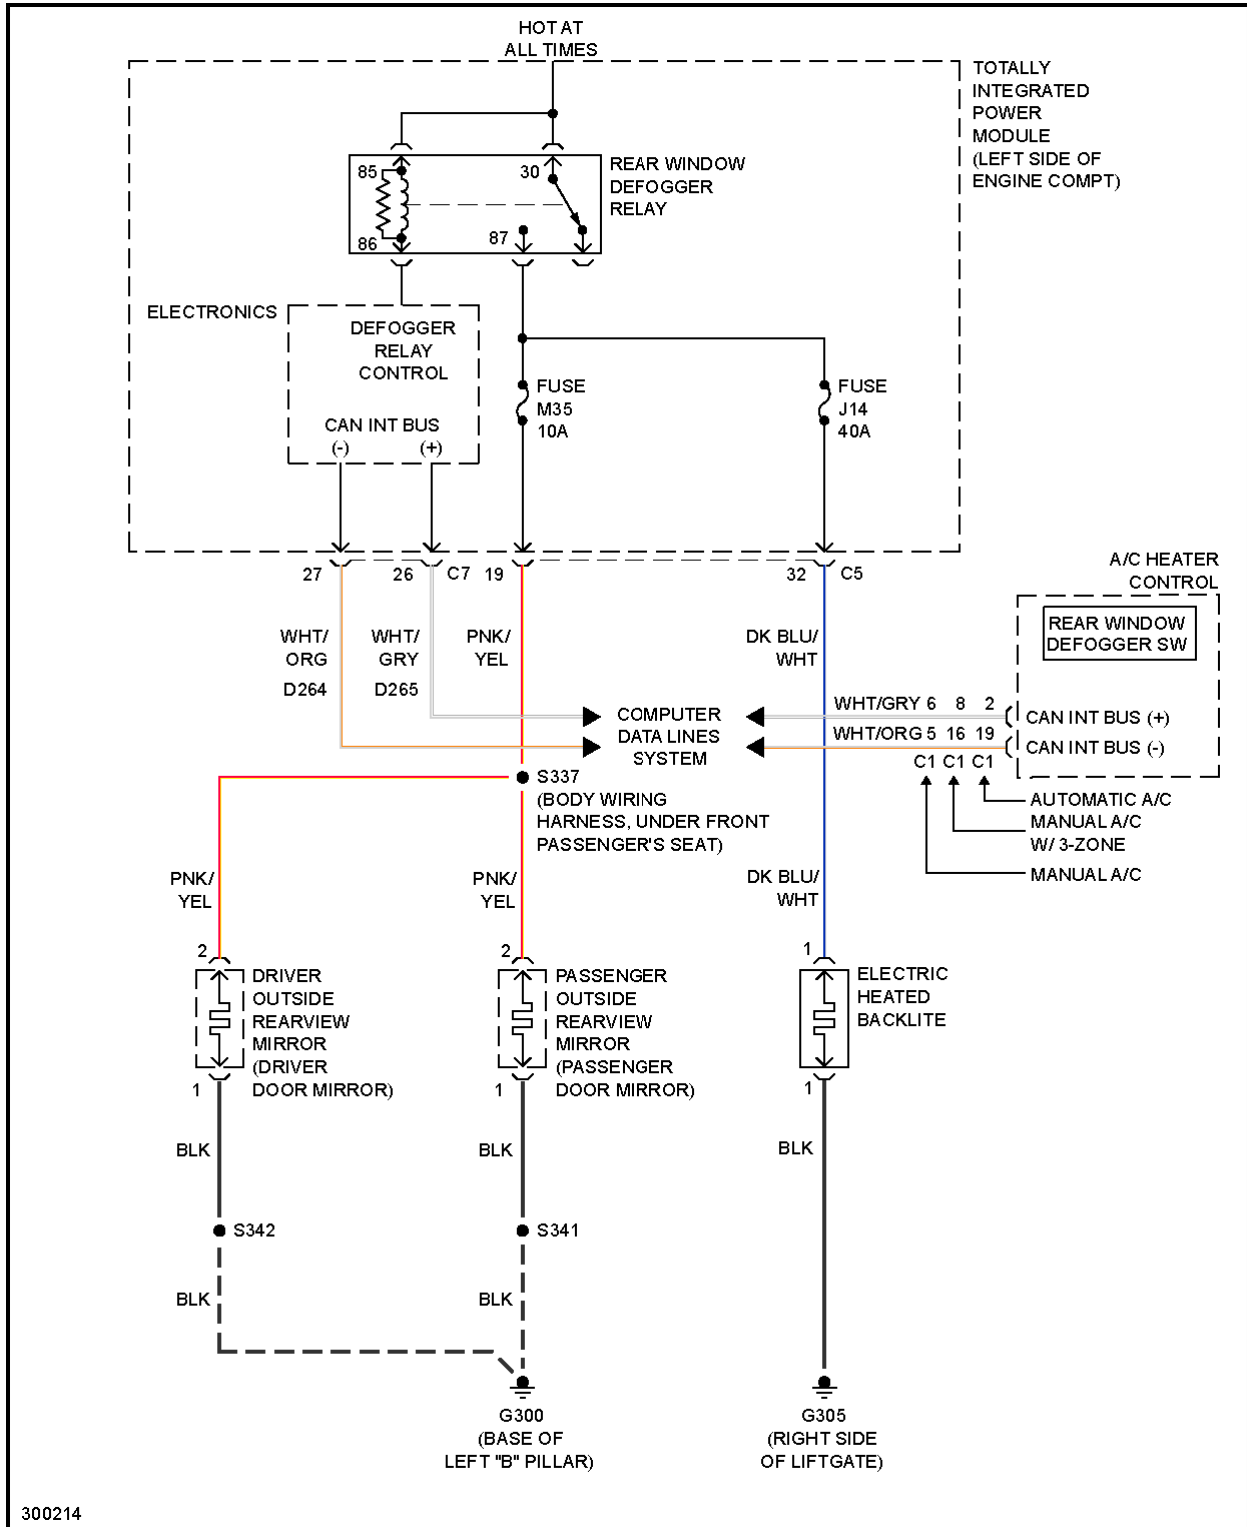 HOT AT
ALL TIMES
TOTALLY
INTEGRATED
POWER
MODULE
(LEFT SIDE OF
ENGINE COMPT)
85
30
REAR WINDOW
DEFOGGER
RELAY
86
87
ELECTRONICS
DEFOGGER
RELAY
CONTROL
CAN INT BUS
(-)
(+)
FUSE
M35
10A
FUSE
J14
40A
27
26
C7
19
32
C5
A/C HEATER
CONTROL
REAR WINDOW
DEFOGGER SW
WHT/
ORG
D264
WHT/
GRY
D265
PNK/
YEL
DK BLU/
WHT
COMPUTER
DATA LINES
SYSTEM
WHT/GRY 6 8 2
CAN INT BUS (+)
WHT/ORG 5 16 19
CAN INT BUS (-)
C1 C1 C1
AUTOMATIC A/C
MANUAL A/C
W/ 3-ZONE
MANUAL A/C
S337
(BODY WIRING
HARNESS, UNDER FRONT
PASSENGER'S SEAT)
PNK/
YEL
PNK/
YEL
DK BLU/
WHT
2
2
1
DRIVER
OUTSIDE
REARVIEW
MIRROR
(DRIVER
DOOR MIRROR)
PASSENGER
OUTSIDE
REARVIEW
MIRROR
(PASSENGER
DOOR MIRROR)
ELECTRIC
HEATED
BACKLITE
1
1
1
BLK
BLK
BLK
S342
S341
BLK
BLK
G300
(BASE OF
LEFT "B" PILLAR)
G305
(RIGHT SIDE
OF LIFTGATE)
300214